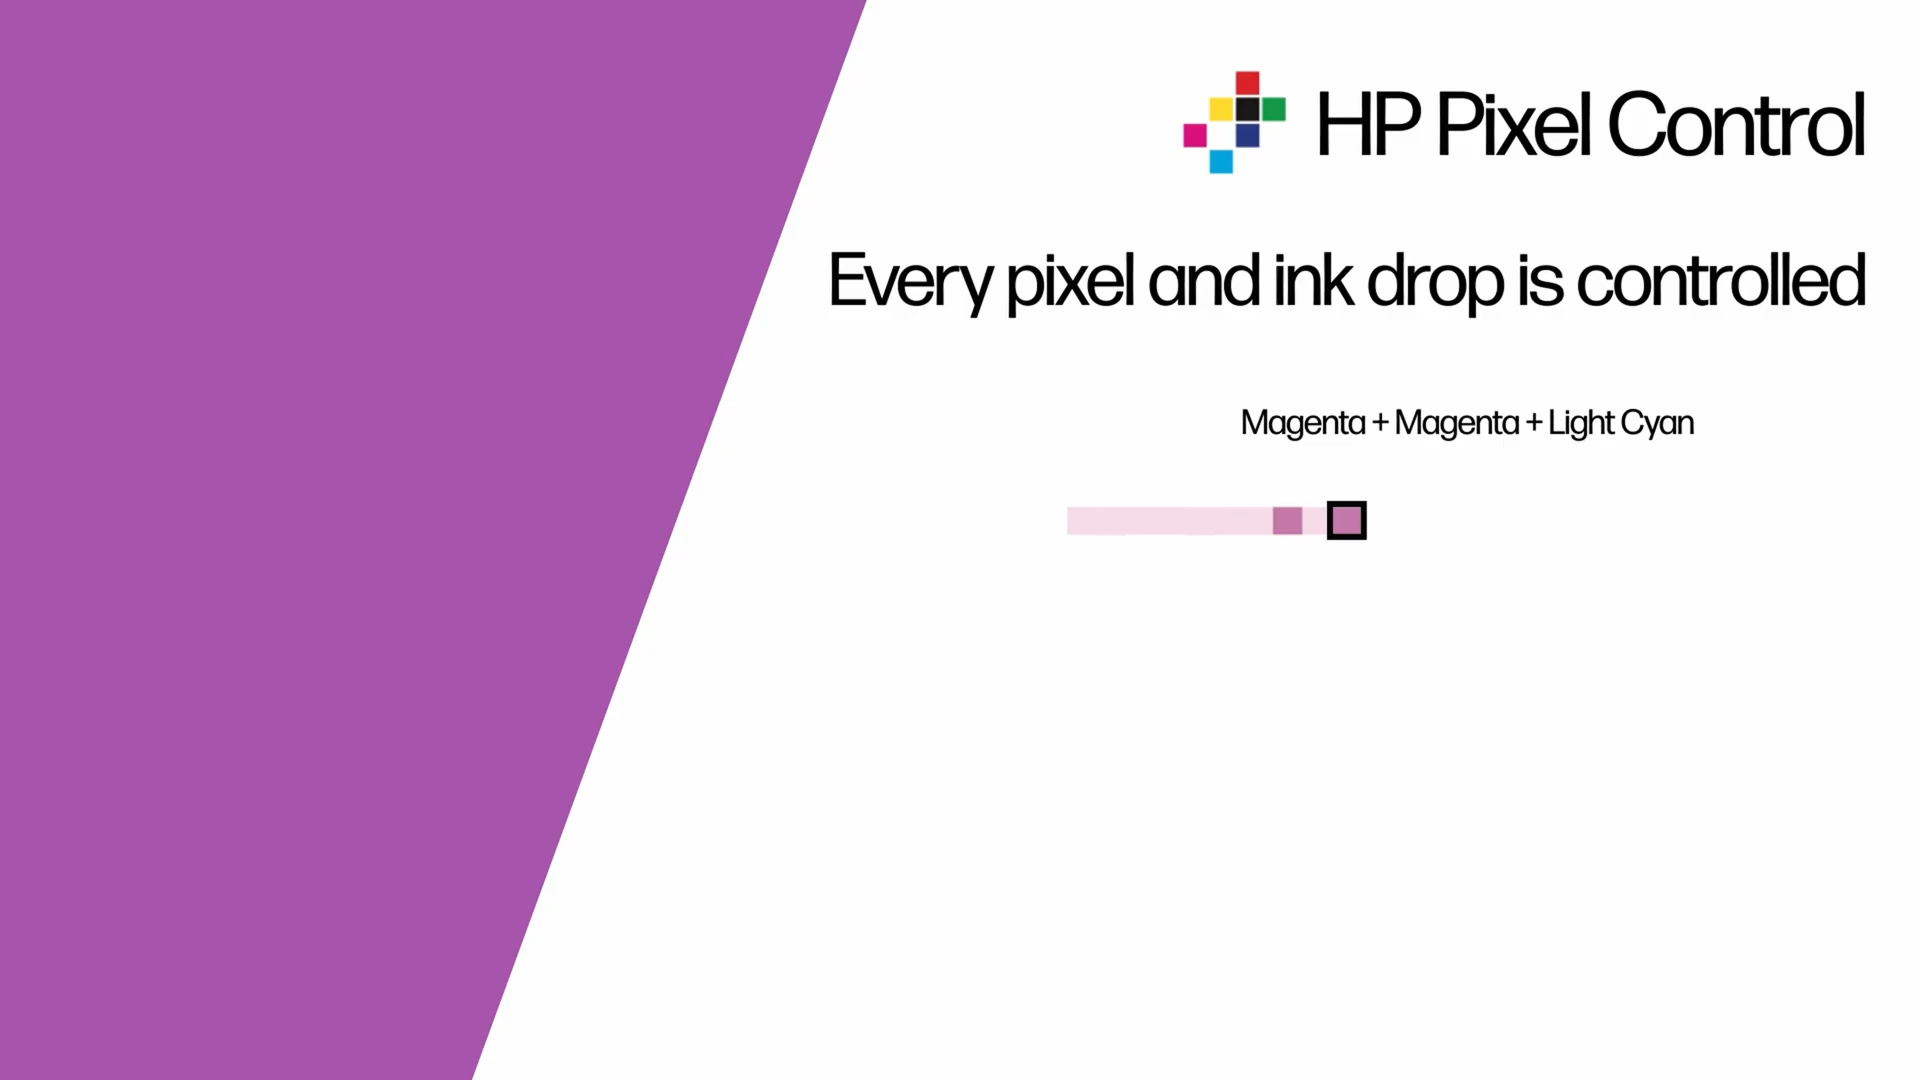 HP Pixel Control
Every pixel and ink drop is controlled
Magenta + Magenta + Light Cyan